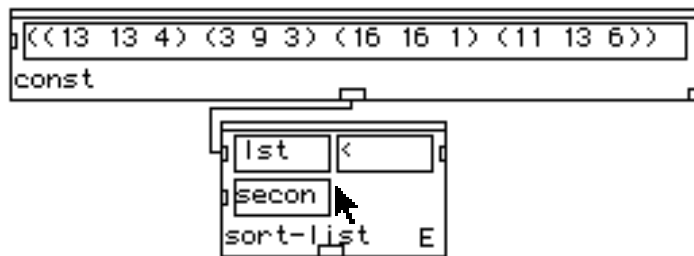 ((13 13 4) (3 9 3) (16 16 1) (11 13 6))
const
lst <
secon
sort-list E